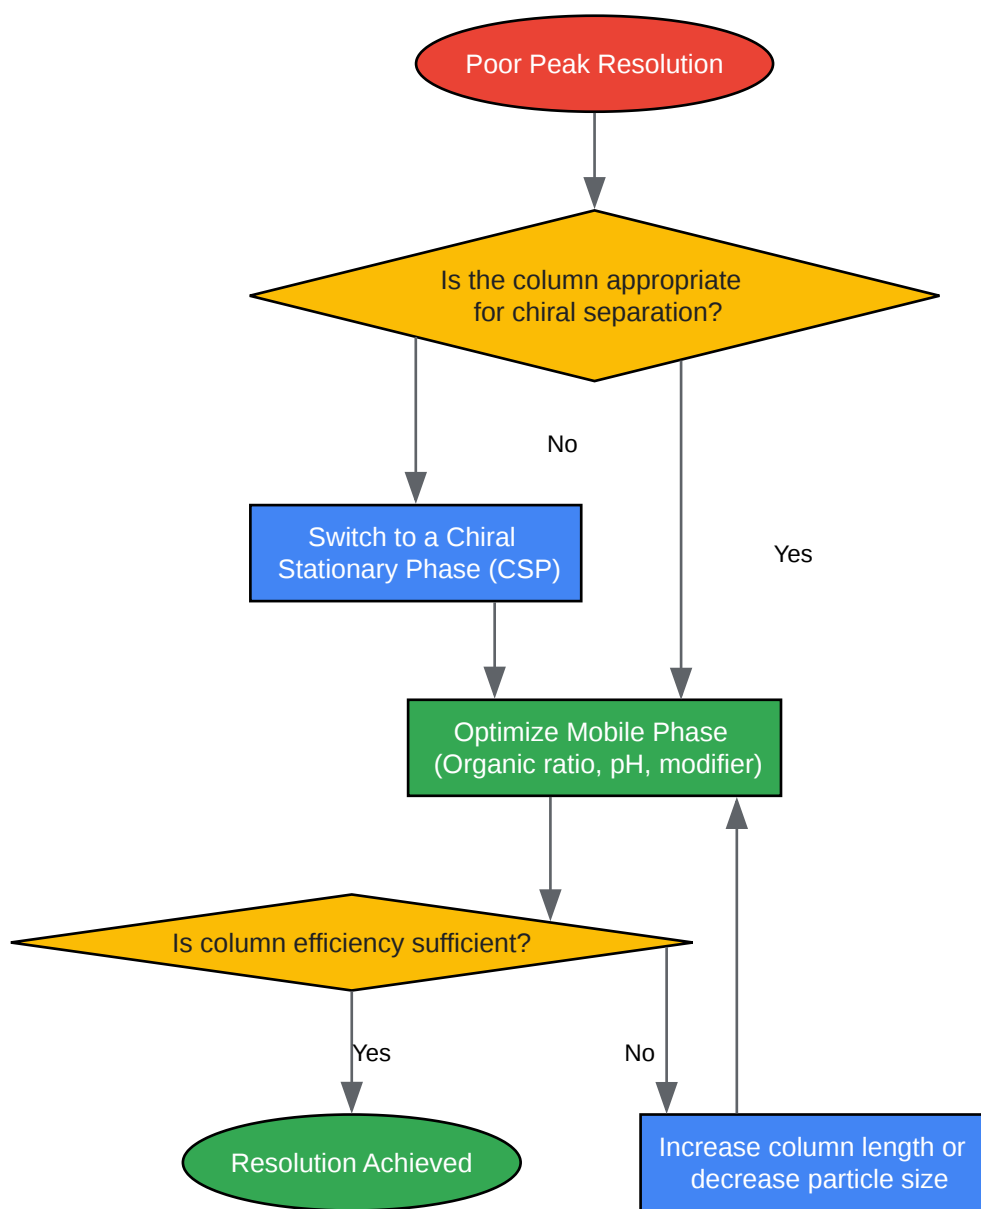 Poor Peak Resolution
Is the column appropriate
for chiral separation?
No
Switch to a Chiral
Stationary Phase (CSP)
Yes
Optimize Mobile Phase
(Organic ratio, pH, modifier)
Is column efficiency sufficient?
Yes
No
Resolution Achieved
Increase column length or
decrease particle size